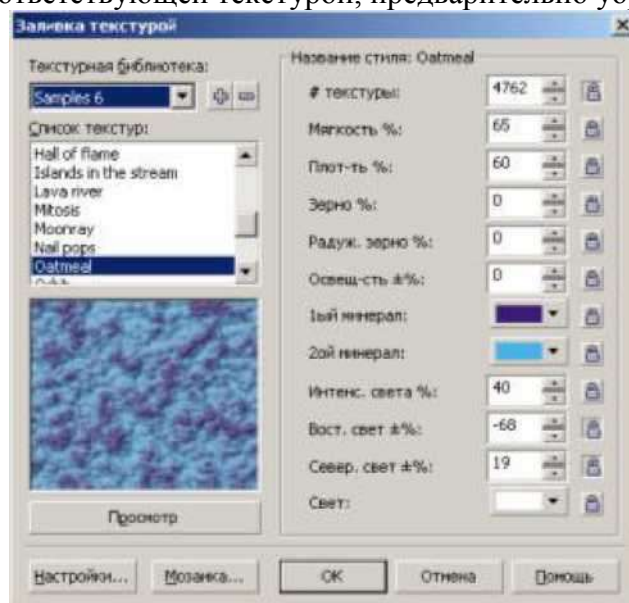 ответствующей текстурой, предварительно
Заливка текстурой
Текстурная библиотека:
Samples 6
Список текстур:
Hall of flame
Islands in the stream
Lava river
Mitosis
Moonray
Nail pops
Oatmeal
Просмотр
Название стиля: Oatmeal
# текстуры: 4762
Мягкость %: 65
Плот-ть %: 60
Зерно %: 0
Радуж. зерно %: 0
Освещ-сть ±%: 0
1ый минерал:
2ой минерал:
Интенс. света %: 40
Вост. свет ±%: -68
Север. свет ±%: 19
Свет:
Настройки... Мозаика... OK Отмена Помощь